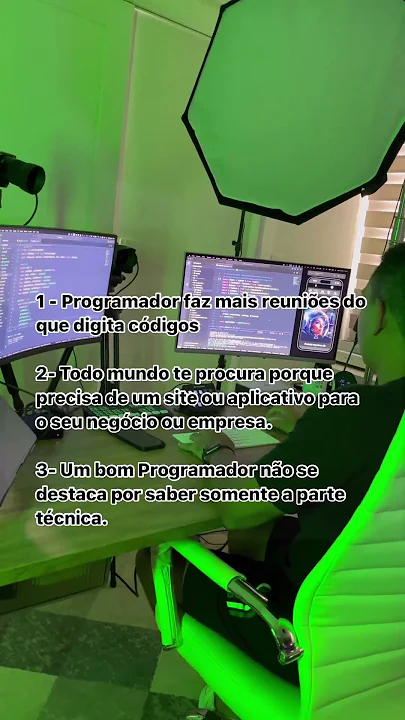 1 - Programador faz mais reuniões do
que digita códigos
2- Todo mundo te procura porque
precisa de um site ou aplicativo para
o seu negócio ou empresa.
3- Um bom Programador não se
destaca por saber somente a parte
técnica.